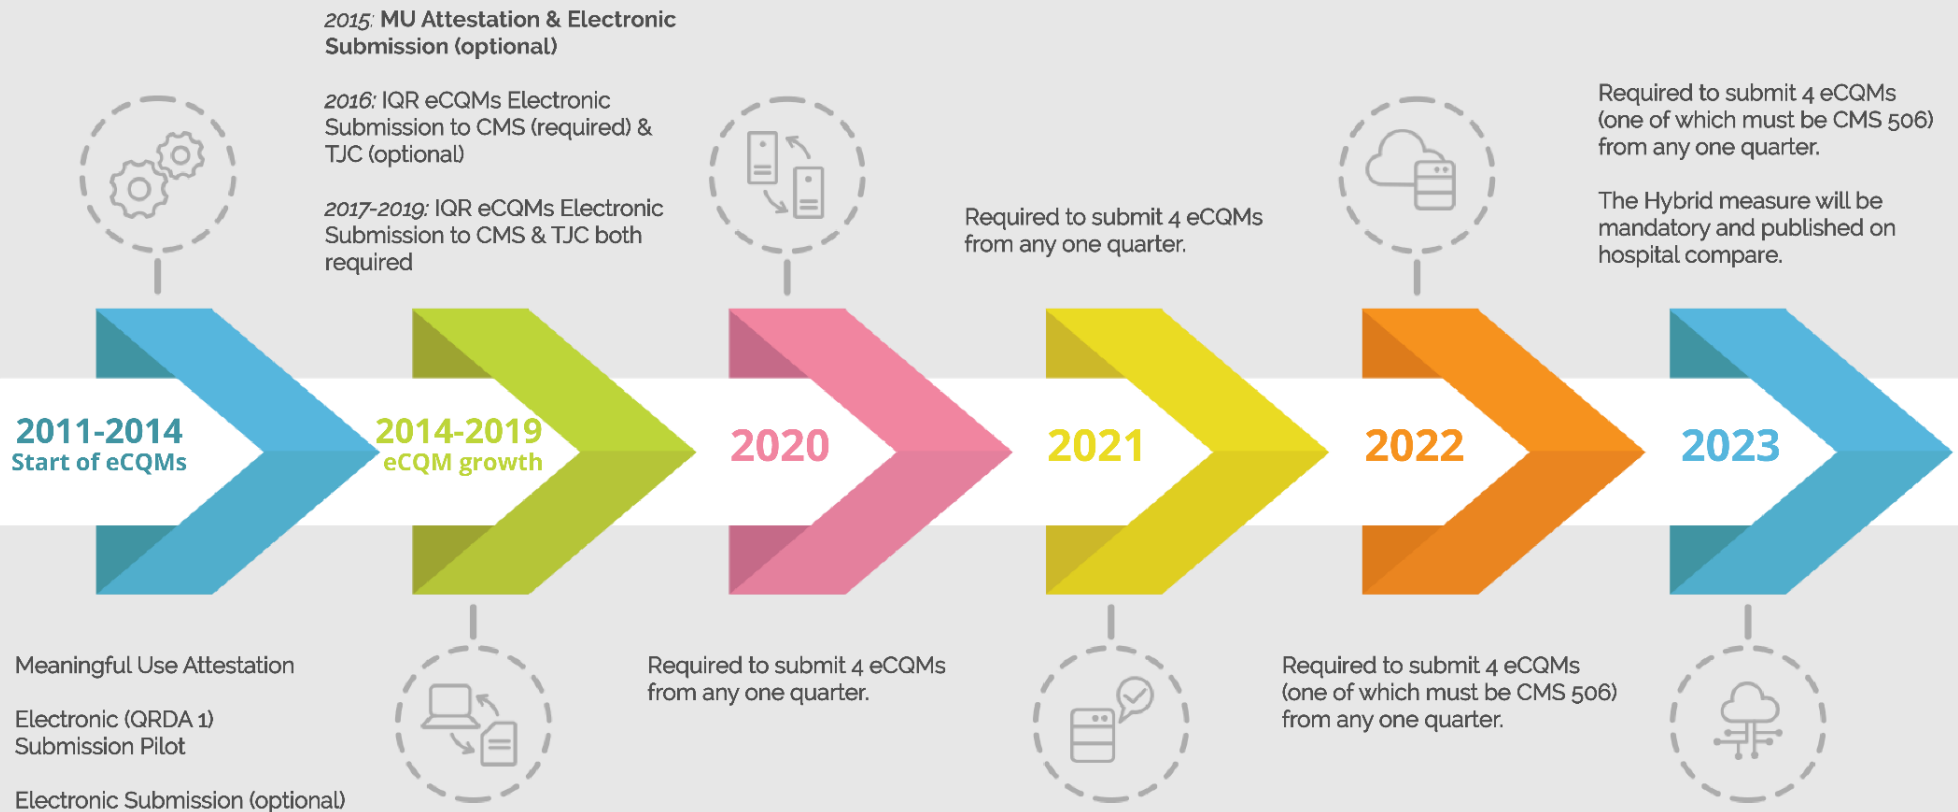 2015: MU Attestation & Electronic
Submission (optional)
2016: IQR eCQMs Electronic
Submission to CMS (required) &
TJC (optional)
2017-2019: IQR eCQMs Electronic
Submission to CMS & TJC both
required
Required to submit 4 eCQMs
from any one quarter.
Required to submit 4 eCQMs
(one of which must be CMS 506)
from any one quarter.
The Hybrid measure will be
mandatory and published on
hospital compare.
2011-2014
Start of eCQMs
2014-2019
eCQM growth
2020
2021
2022
2023
Meaningful Use Attestation
Electronic (QRDA 1)
Submission Pilot
Electronic Submission (optional)
Required to submit 4 eCQMs
from any one quarter.
Required to submit 4 eCQMs
(one of which must be CMS 506)
from any one quarter.